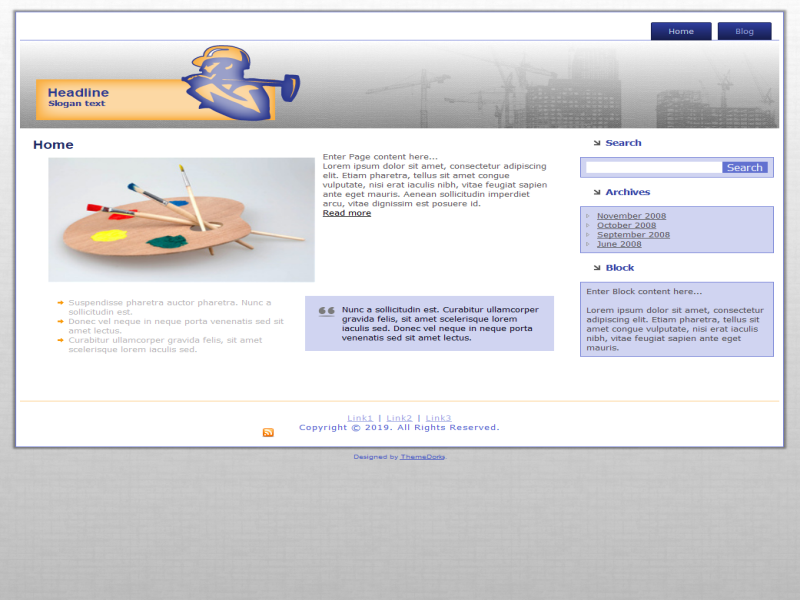 Home
Blog
Headline
Slogan text
Home
Enter Page content here...
Lorem ipsum dolor sit amet, consectetur adipiscing
elit. Etiam pharetra, tellus sit amet congue
vulputate, nisi erat iaculis nibh, vitae feugiat sapien
ante eget mauris. Aenean sollicitudin imperdiet
arcu, vitae dignissim est posuere id.
Read more
Suspendisse pharetra auctor pharetra. Nunc a
sollicitudin est.
Donec vel neque in neque porta venenatis sed sit
amet lectus.
Curabitur ullamcorper gravida felis, sit amet
scelerisque lorem iaculis sed.
Nunc a sollicitudin est. Curabitur ullamcorper
gravida felis, sit amet scelerisque lorem
iaculis sed. Donec vel neque in neque porta
venenatis sed sit amet lectus.
Search
Search
Archives
November 2008
October 2008
September 2008
June 2008
Block
Enter Block content here...
Lorem ipsum dolor sit amet, consectetur
adipiscing elit. Etiam pharetra, tellus sit
amet congue vulputate, nisi erat iaculis
nibh, vitae feugiat sapien ante eget
mauris.
Link1 | Link2 | Link3
Copyright © 2019. All Rights Reserved.
Designed by ThemeDorks.